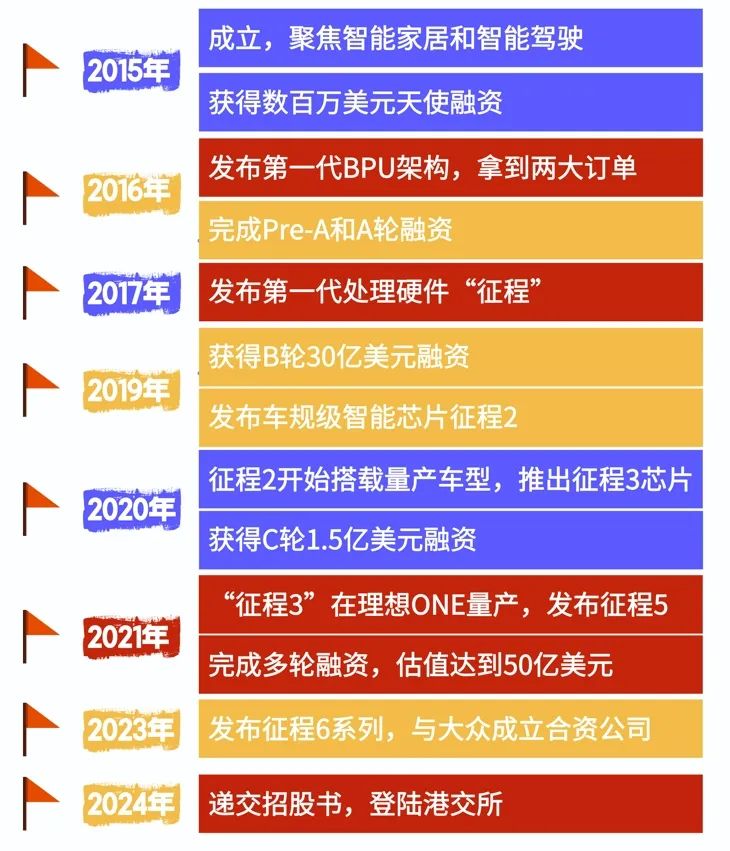 2015年
成立，聚焦智能家居和智能驾驶
获得数百万美元天使融资
2016年
发布第一代BPU架构，拿到两大订单
完成Pre-A和A轮融资
2017年
发布第一代处理硬件“征程”
2019年
获得B轮30亿美元融资
发布车规级智能芯片征程2
2020年
征程2开始搭载量产车型，推出征程3芯片
获得C轮1.5亿美元融资
2021年
“征程3”在理想ONE量产，发布征程5
完成多轮融资，估值达到50亿美元
2023年
发布征程6系列，与大众成立合资公司
2024年
递交招股书，登陆港交所